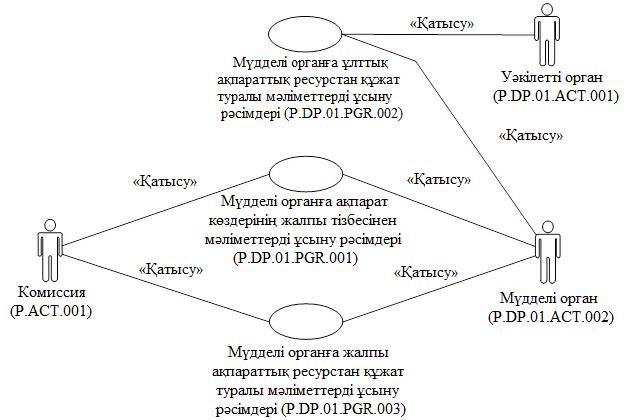 «Қатысу»
Мүдделі органға ұлттық
ақпараттық ресурстан құжат
туралы мәліметтерді ұсыну
рәсімдері (P.DP.01.PGR.002)
Уәкілетті орган
(P.DP.01.ACT.001)
«Қатысу»
«Қатысу»
«Қатысу»
Мүдделі органға ақпарат
көздерінің жалпы тізбесінен
мәліметтерді ұсыну рәсімдері
(P.DP.01.PGR.001)
«Қатысу»
«Қатысу»
Комиссия
(P.ACT.001)
Мүдделі орган
(P.DP.01.ACT.002)
Мүдделі органға жалпы
ақпараттық ресурстан құжат
туралы мәліметтерді ұсыну
рәсімдері (P.DP.01.PGR.003)